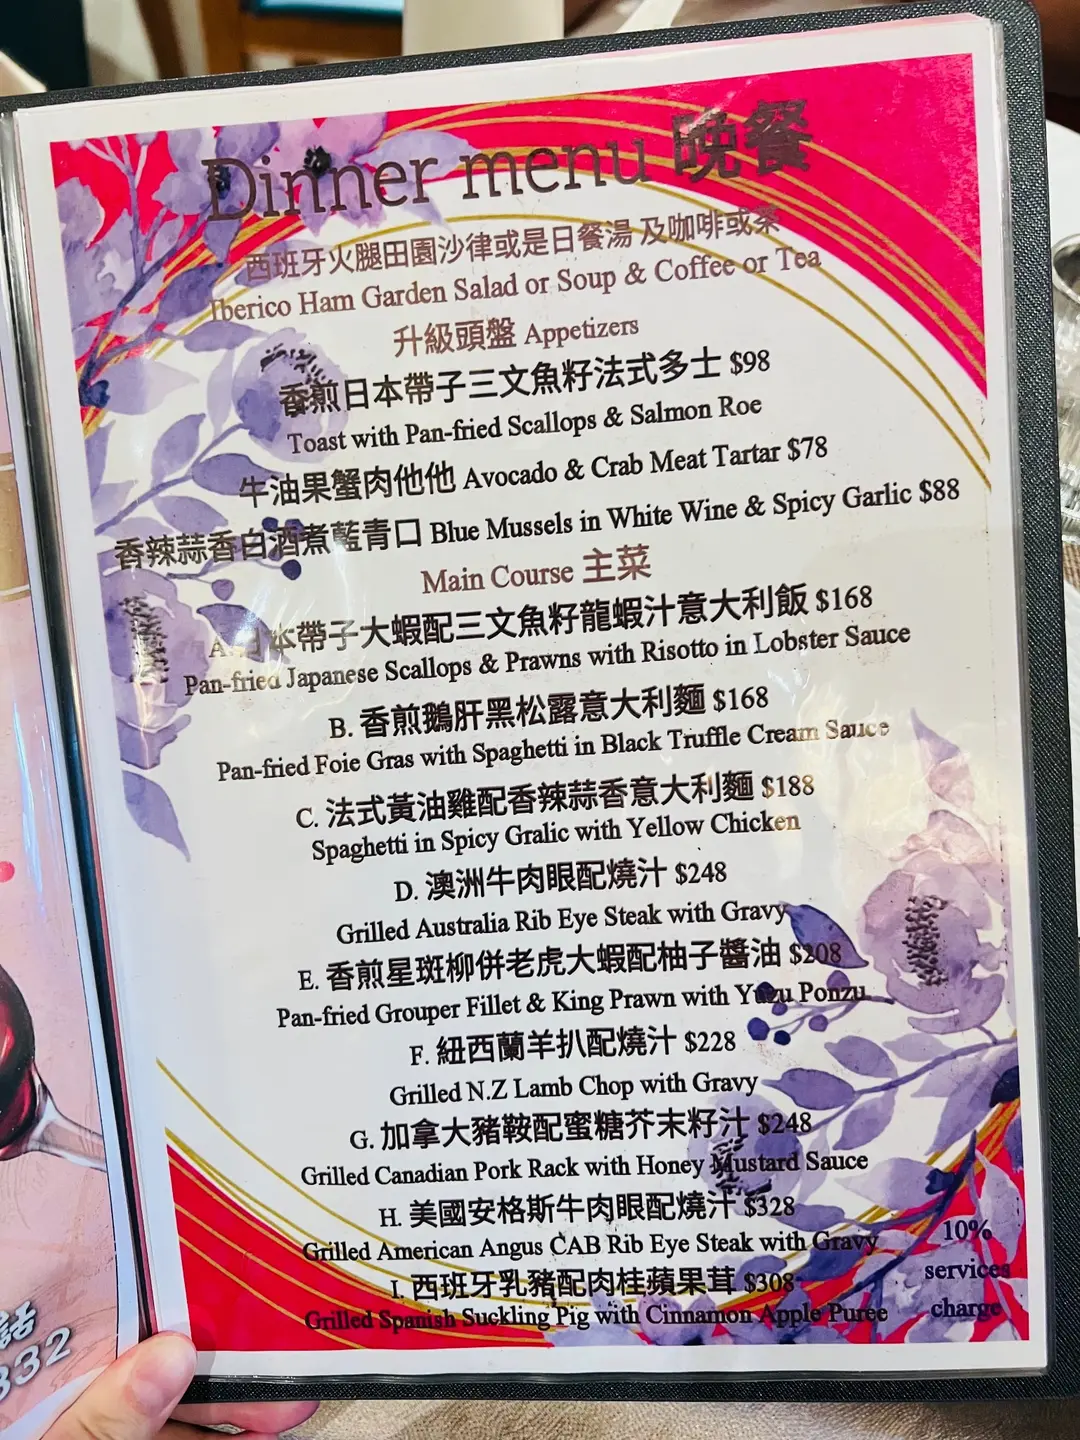 Dinner menu 晚餐
西班牙火腿田園沙律或是日餐湯 及咖啡或茶
Iberico Ham Garden Salad or Soup & Coffee or Tea
升級頭盤 Appetizers
香煎日本帶子三文魚籽法式多士 $98
Toast with Pan-fried Scallops & Salmon Roe
牛油果蟹肉他他 Avocado & Crab Meat Tartar $78
香辣蒜香白酒煮藍青口 Blue Mussels in White Wine & Spicy Garlic $88
Main Course 主菜
A. 日本帶子大蝦配三文魚籽龍蝦汁意大利飯 $168
Pan-fried Japanese Scallops & Prawns with Risotto in Lobster Sauce
B. 香煎鵝肝黑松露意大利麵 $168
Pan-fried Foie Gras with Spaghetti in Black Truffle Cream Sauce
C. 法式黃油雞配香辣蒜香意大利麵 $188
Spaghetti in Spicy Gralic with Yellow Chicken
D. 澳洲牛肉眼配燒汁 $248
Grilled Australia Rib Eye Steak with Gravy
E. 香煎星斑柳併老虎大蝦配柚子醬油 $208
Pan-fried Grouper Fillet & King Prawn with Yuzu Ponzu
F. 紐西蘭羊扒配燒汁 $228
Grilled N.Z Lamb Chop with Gravy
G. 加拿大豬鞍配蜜糖芥末籽汁 $248
Grilled Canadian Pork Rack with Honey Mustard Sauce
H. 美國安格斯牛肉眼配燒汁 $328
Grilled American Angus CAB Rib Eye Steak with Gravy
I. 西班牙乳豬配肉桂蘋果茸 $308
Grilled Spanish Suckling Pig with Cinnamon Apple Puree
10%
services
charge
話
332